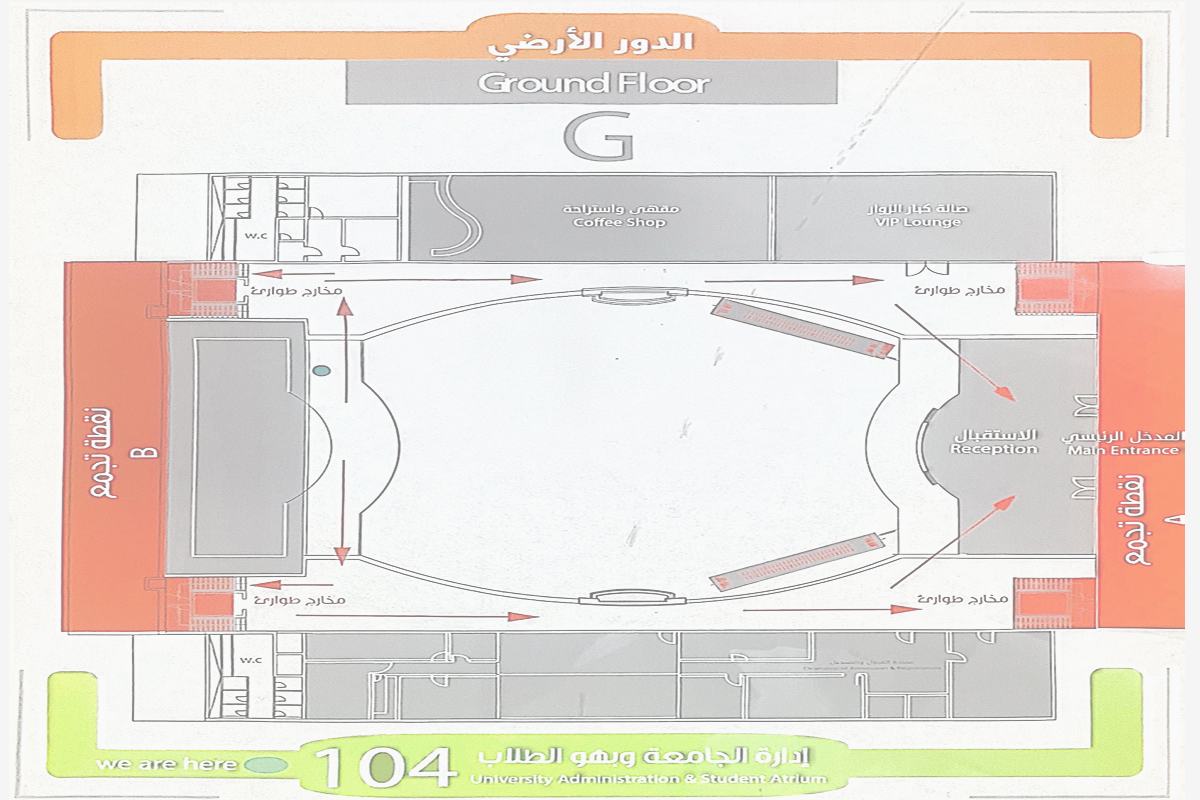 الدور الأرضي
Ground Floor
G
مقهى واستراحة
Coffee Shop
صالة كبار الزوار
VIP Lounge
w.c
مخارج طوارئ
مخارج طوارئ
نقطة تجمع
B
الاستقبال
Reception
المدخل الرئيسي
Main Entrance
نقطة تجمع
A
مخارج طوارئ
مخارج طوارئ
w.c
we are here
104
إدارة الجامعة وبهو الطلاب
University Administration & Student Atrium